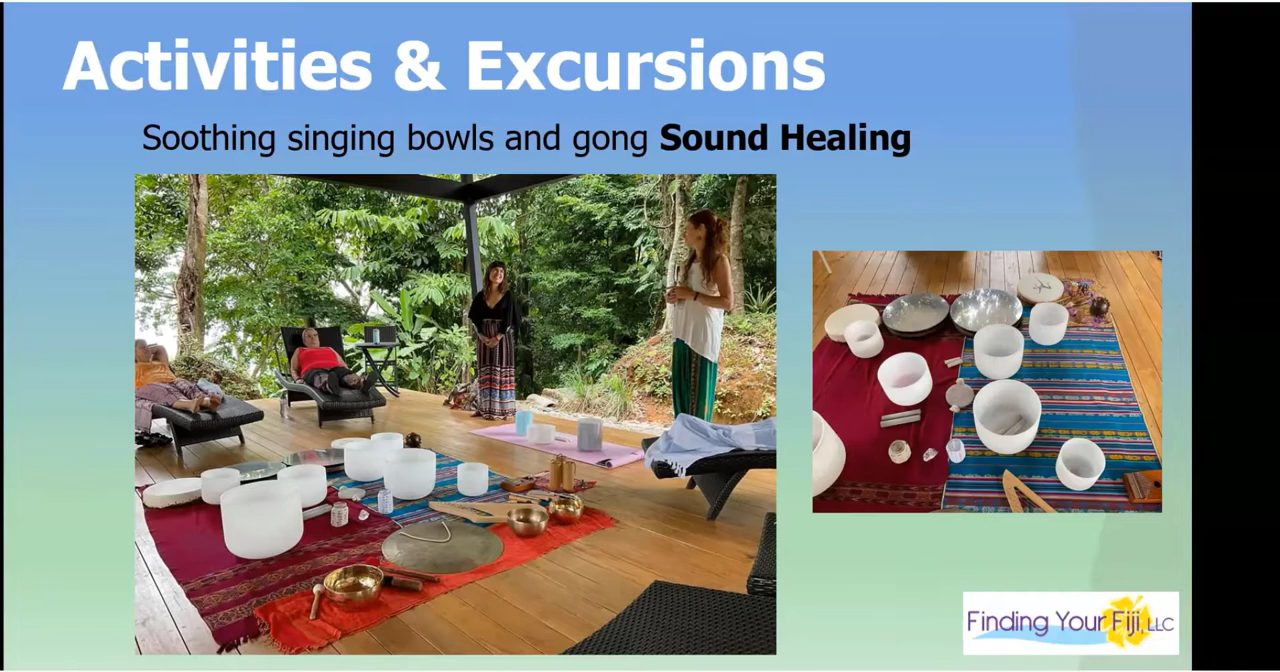 Activities & Excursions
Soothing singing bowls and gong Sound Healing
Finding Your Fiji, LLC